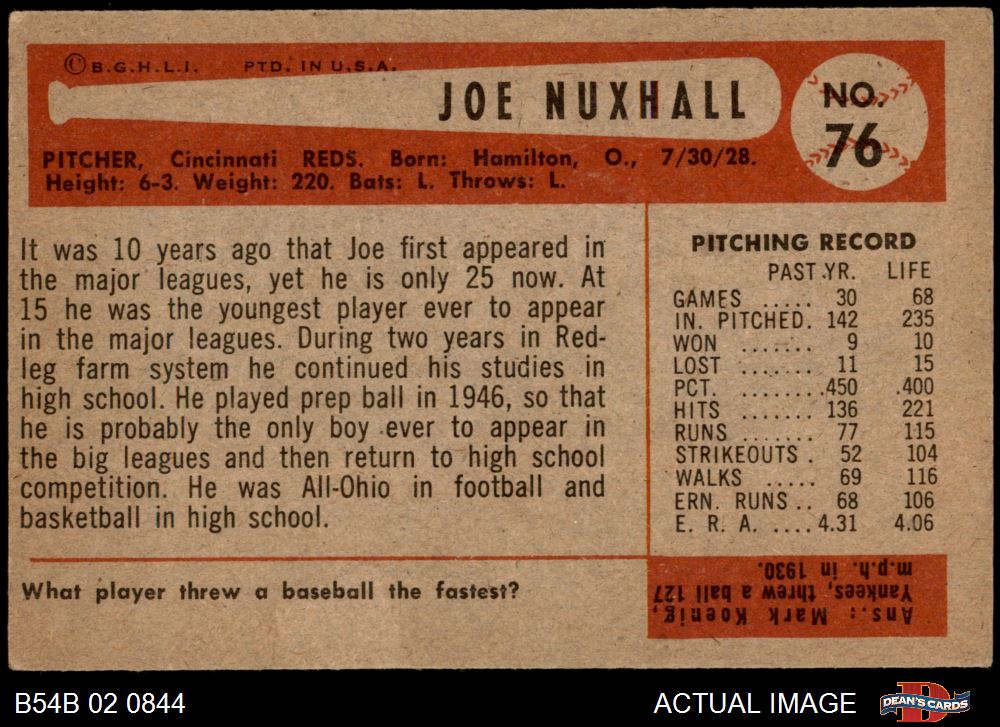 © B.G.H.L.I. PTD. IN U.S.A.
JOE NUXHALL
NO.
76
PITCHER, Cincinnati REDS. Born: Hamilton, O., 7/30/28.
Height: 6-3. Weight: 220. Bats: L. Throws: L.
It was 10 years ago that Joe first appeared in
the major leagues, yet he is only 25 now. At
15 he was the youngest player ever to appear
in the major leagues. During two years in Red-
leg farm system he continued his studies in
high school. He played prep ball in 1946, so that
he is probably the only boy ever to appear in
the big leagues and then return to high school
competition. He was All-Ohio in football and
basketball in high school.
PITCHING RECORD
PAST YR. LIFE
GAMES ..... 30 68
IN. PITCHED. 142 235
WON ....... 9 10
LOST ....... 11 15
PCT. ....... .450 .400
HITS ....... 136 221
RUNS ....... 77 115
STRIKEOUTS . 52 104
WALKS ..... 69 116
ERN. RUNS .. 68 106
E. R. A. .... 4.31 4.06
What player threw a baseball the fastest?
Ans.: Mark Koenig,
Yankees, threw a ball 127
m.p.h. in 1930.
B54B 02 0844
ACTUAL IMAGE
DEAN'S CARDS